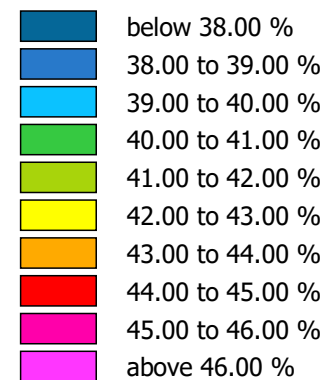 below 38.00 %
38.00 to 39.00 %
39.00 to 40.00 %
40.00 to 41.00 %
41.00 to 42.00 %
42.00 to 43.00 %
43.00 to 44.00 %
44.00 to 45.00 %
45.00 to 46.00 %
above 46.00 %